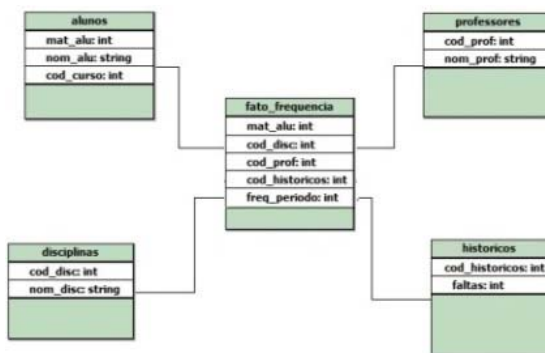 alunos
mat_alu: int
nom_alu: string
cod_curso: int
professores
cod_prof: int
nom_prof: string
fato_frequencia
mat_alu: int
cod_disc: int
cod_prof: int
cod_historicos: int
freq_periodo: int
disciplinas
cod_disc: int
nom_disc: string
historicos
cod_historicos: int
faltas: int